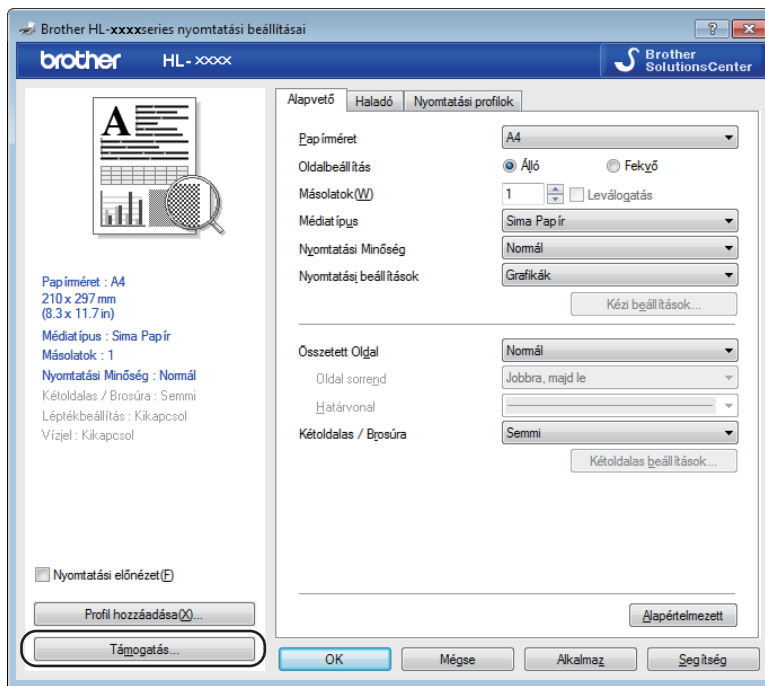 Brother HL-xxxxseries nyomtatási beállításai
brother HL-xxxx
Brother
SolutionsCenter
A
Papírméret : A4
210 x 297 mm
(8.3 x 11.7 in)
Médiatípus : Sima Papír
Másolatok : 1
Nyomtatási Minőség : Normál
Kétoldalas / Brosúra : Semmi
Léptékbeállítás : Kikapcsol
Vízjel : Kikapcsol
Nyomtatási előnézet(F)
Profil hozzáadása(X)...
Támogatás...
Alapvető Haladó Nyomtatási profilok
Papírméret A4
Oldalbeállítás Álló Fekvő
Másolatok(W) 1 Leválogatás
Médiatípus Sima Papír
Nyomtatási Minőség Normál
Nyomtatási beállítások Grafikák
Kézi beállítások...
Összetett Oldal Normál
Oldal sorrend Jobbra, majd le
Határvonal
Kétoldalas / Brosúra Semmi
Kétoldalas beállítások...
Alapértelmezett
OK Mégse Alkalmaz Segítség